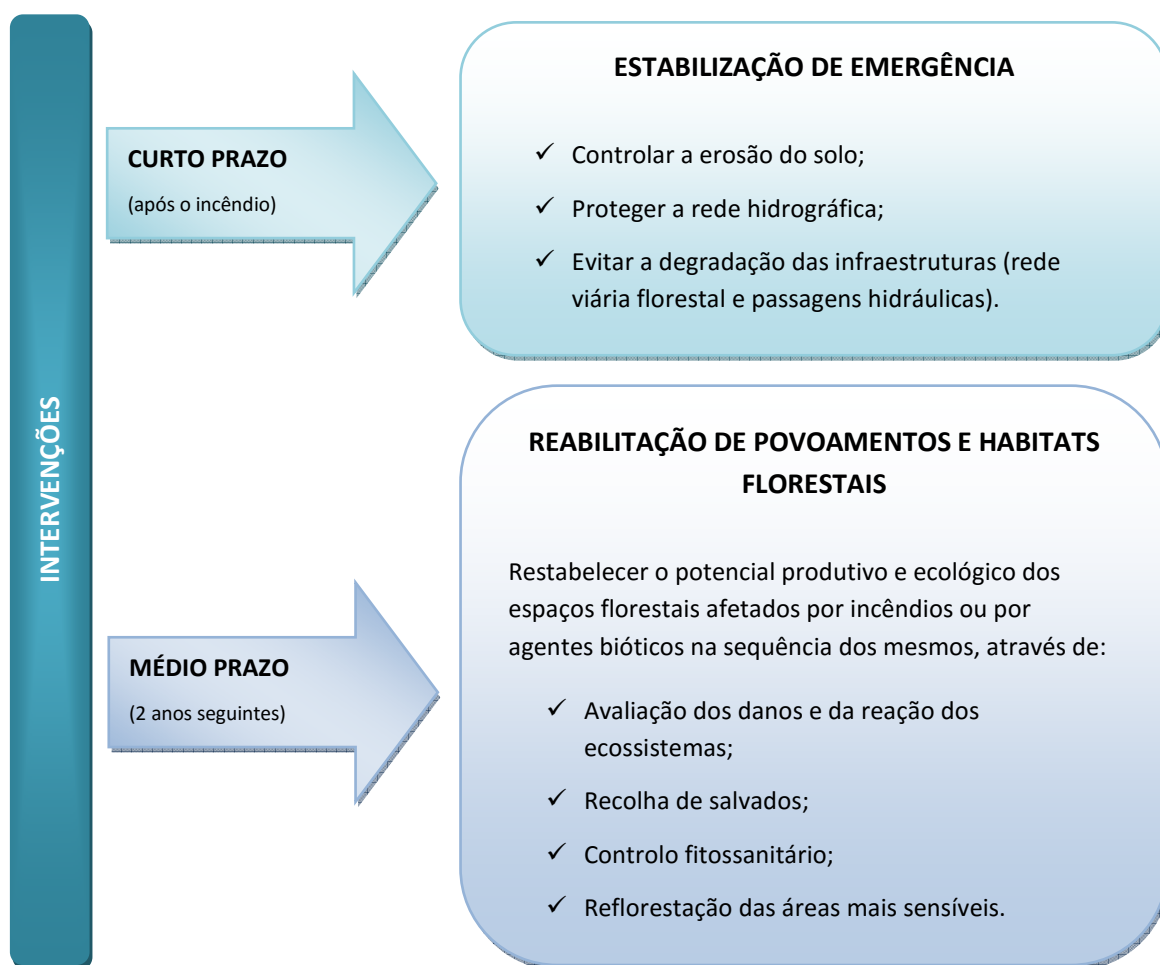 INTERVENÇÕES
CURTO PRAZO
(após o incêndio)
ESTABILIZAÇÃO DE EMERGÊNCIA
✓ Controlar a erosão do solo;
✓ Proteger a rede hidrográfica;
✓ Evitar a degradação das infraestruturas (rede
viária florestal e passagens hidráulicas).
MÉDIO PRAZO
(2 anos seguintes)
REABILITAÇÃO DE POVOAMENTOS E HABITATS
FLORESTAIS
Restabelecer o potencial produtivo e ecológico dos
espaços florestais afetados por incêndios ou por
agentes bióticos na sequência dos mesmos, através de:
✓ Avaliação dos danos e da reação dos
ecossistemas;
✓ Recolha de salvados;
✓ Controlo fitossanitário;
✓ Reflorestação das áreas mais sensíveis.